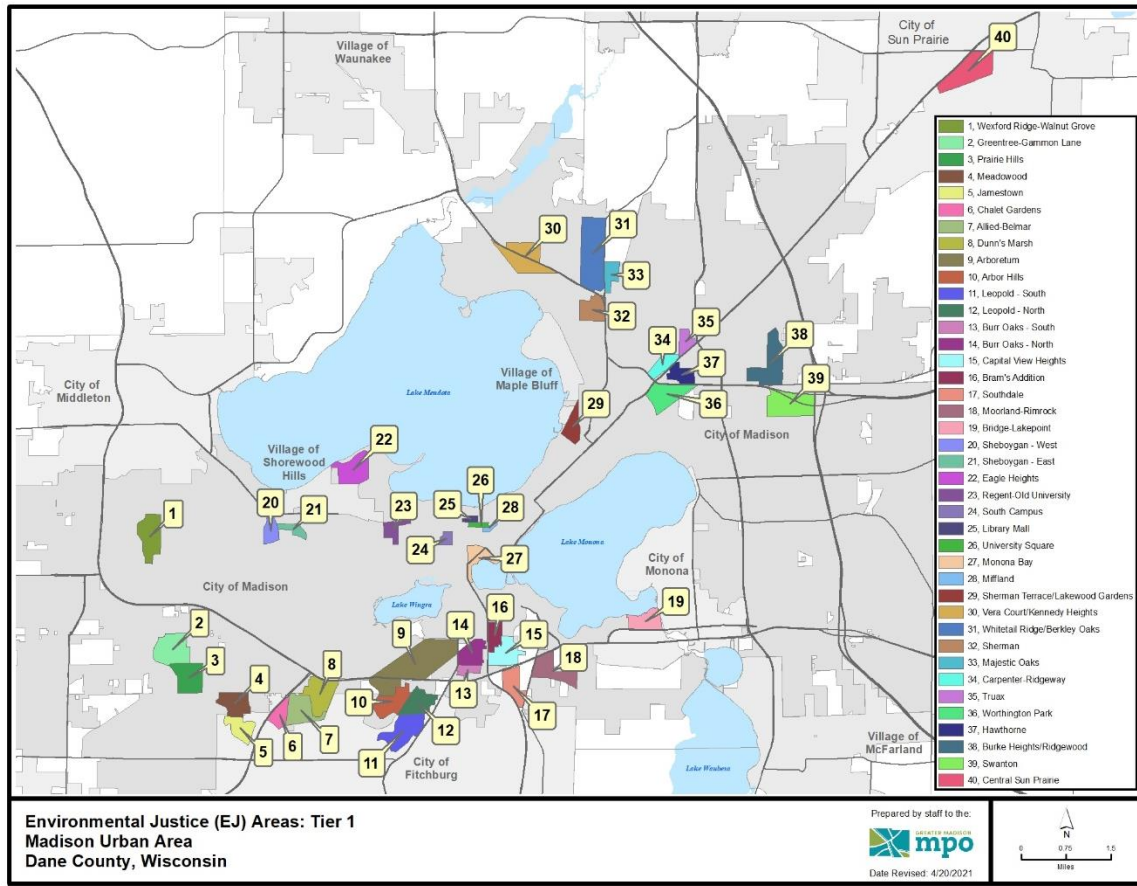 City of
Sun Prairie
40
Village of
Waunakee
1, Wexford Ridge-Walnut Grove
2, Greentree-Gammon Lane
3, Prairie Hills
4, Meadowood
5, Jamestown
6, Chalet Gardens
7, Allied-Belmar
8, Dunn's Marsh
9, Arboretum
10, Arbor Hills
11, Leopold - South
12, Leopold - North
13, Burr Oaks - South
14, Burr Oaks - North
15, Capital View Heights
16, Bram's Addition
17, Southdale
18, Moorland-Rimrock
19, Bridge-Lakepoint
20, Sheboygan - West
21, Sheboygan - East
22, Eagle Heights
23, Regent-Old University
24, South Campus
25, Library Mall
26, University Square
27, Monona Bay
28, Miffland
29, Sherman Terrace/Lakewood Gardens
30, Vera Court/Kennedy Heights
31, Whitetail Ridge/Berkley Oaks
32, Sherman
33, Majestic Oaks
34, Carpenter-Ridgeway
35, Truax
36, Worthington Park
37, Hawthorne
38, Burke Heights/Ridgewood
39, Swanton
40, Central Sun Prairie
30
31
33
32
35
34
38
37
City of
Middleton
Village of
Maple Bluff
Lake Mendota
39
36
29
City of Madison
22
Village of
Shorewood
Hills
26
25
28
20
21
23
1
24
27
Lake Monona
City of
Monona
City of Madison
Lake Wingra
19
16
14
15
9
2
18
3
8
4
13
10
12
17
5
6
7
11
City of
Fitchburg
Village of
McFarland
Lake Waubesa
Environmental Justice (EJ) Areas: Tier 1
Madison Urban Area
Dane County, Wisconsin
Prepared by staff to the:
GREATER MADISON
mpo
Date Revised: 4/20/2021
N
0 0.75 1.5
Miles